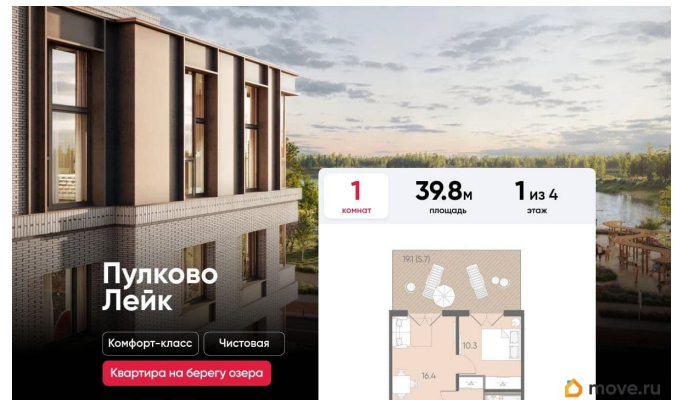 1
комнат
39.8м
площадь
1 из 4
этаж
Пулково
Лейк
Комфорт-класс
Чистовая
Квартира на берегу озера
19.1 (5.7)
10.3
16.4
move.ru